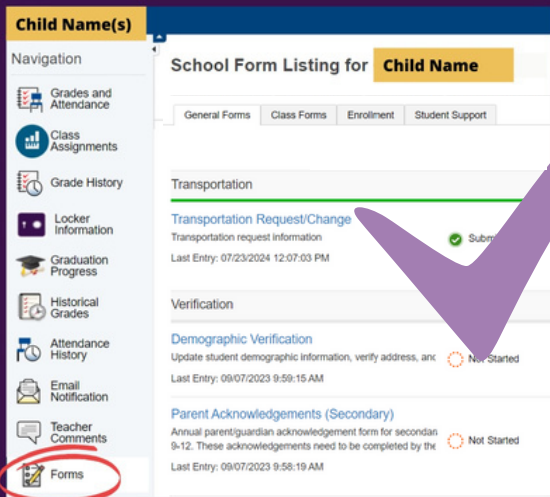 Child Name(s)
Navigation
Grades and
Attendance
Class
Assignments
Grade History
Locker
Information
Graduation
Progress
Historical
Grades
Attendance
History
Email
Notification
Teacher
Comments
Forms
School Form Listing for Child Name
General Forms Class Forms Enrollment Student Support
Transportation
Transportation Request/Change
Transportation request information
Last Entry: 07/23/2024 12:07:03 PM
Verification
Demographic Verification
Update student demographic information, verify address, and
Not Started
Last Entry: 09/07/2023 9:59:15 AM
Parent Acknowledgements (Secondary)
Annual parent/guardian acknowledgement form for
9-12. These acknowledgements need to be completed by the
Not Started
Last Entry: 09/07/2023 9:58:19 AM